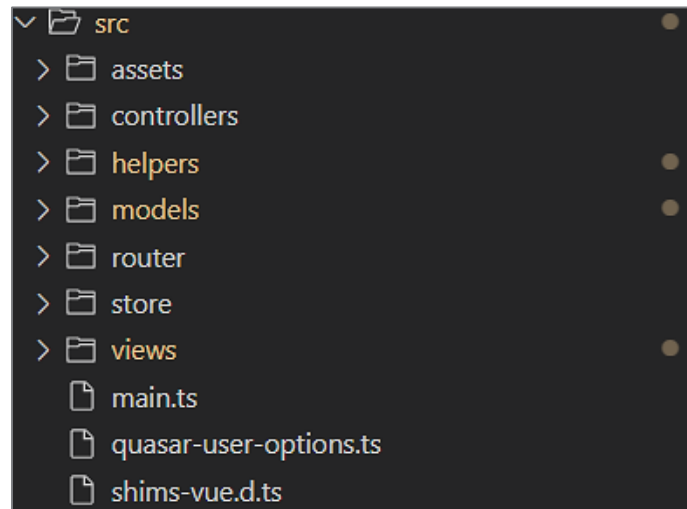 src
assets
controllers
helpers
models
router
store
views
main.ts
quasar-user-options.ts
shims-vue.d.ts